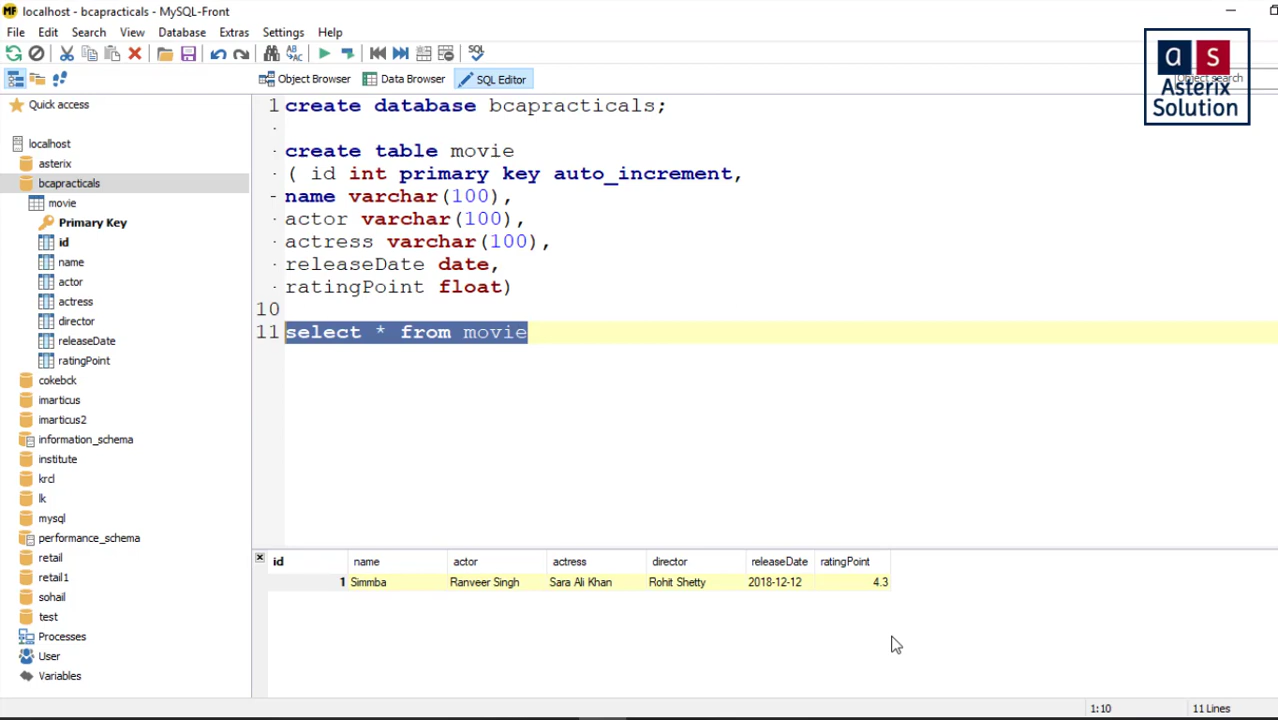 MF localhost - bcapracticals - MySQL-Front
File Edit Search View Database Extras Settings Help
SQL
Object Browser Data Browser SQL Editor
Object search
a s
Asterix
Solution
Quick access
localhost
asterix
bcapracticals
movie
Primary Key
id
name
actor
actress
director
releaseDate
ratingPoint
cokebck
imarticus
imarticus2
information_schema
institute
krcl
lk
mysql
performance_schema
retail
retail1
sohail
test
Processes
User
Variables
1 create database bcapracticals;
create table movie
( id int primary key auto_increment,
name varchar(100),
actor varchar(100),
actress varchar(100),
releaseDate date,
ratingPoint float)
10
11 select * from movie
id name actor actress director releaseDate ratingPoint
1 Simmba Ranveer Singh Sara Ali Khan Rohit Shetty 2018-12-12 4.3
1:10 11 Lines